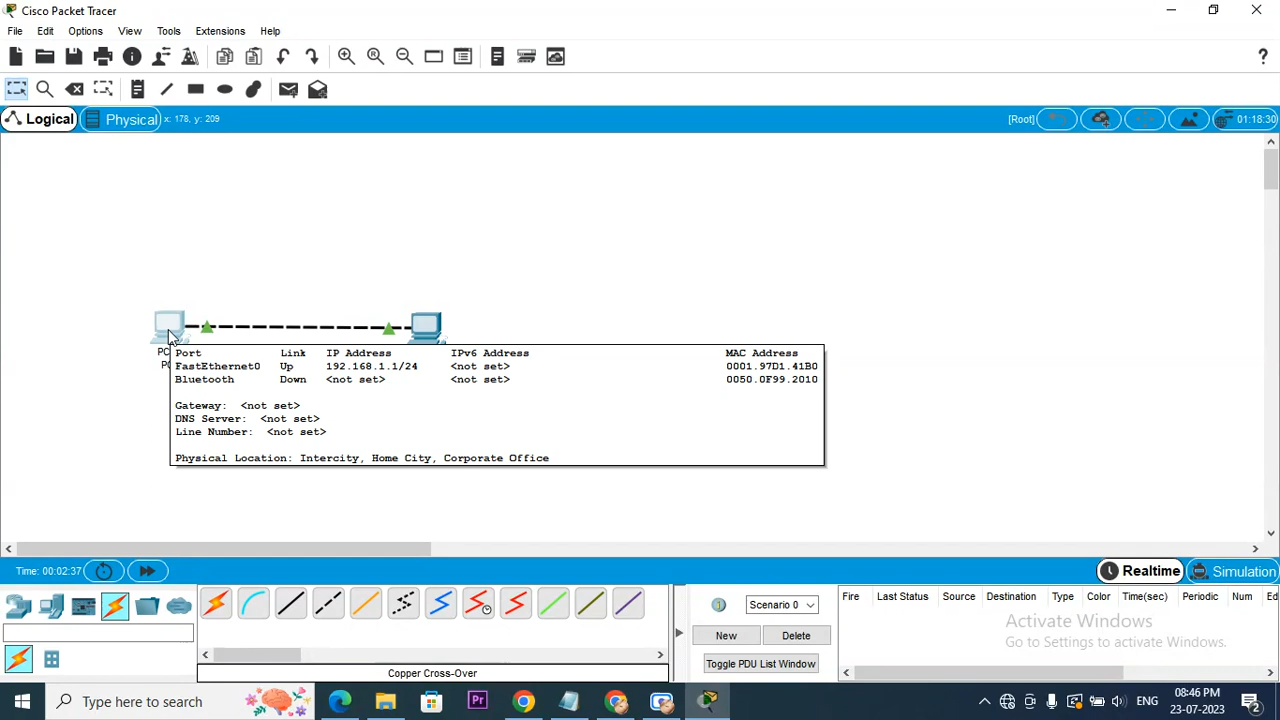 Cisco Packet Tracer
File Edit Options View Tools Extensions Help
?
Logical Physical x: 178, y: 209 [Root] 01:18:30
Port Link IP Address IPv6 Address MAC Address
FastEthernet0 Up 192.168.1.1/24 <not set> 0001.97D1.41B0
Bluetooth Down <not set> <not set> 0050.0F99.2010
Gateway: <not set>
DNS Server: <not set>
Line Number: <not set>
Physical Location: Intercity, Home City, Corporate Office
Time: 00:02:37 Realtime Simulation
Scenario 0
New Delete
Toggle PDU List Window
Fire Last Status Source Destination Type Color Time(sec) Periodic Num Ed
Copper Cross-Over
Activate Windows
Go to Settings to activate Windows.
Type here to search
Pr
ENG
08:46 PM
23-07-2023
2